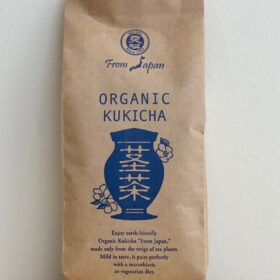 From Japan
ORGANIC
KUKICHA
茎茶
Enjoy earth-friendly
Organic Kukicha "From Japan,"
made only from the twigs of tea plants.
Mild in taste, it pairs perfectly
with a macrobiotic
or vegetarian diet.